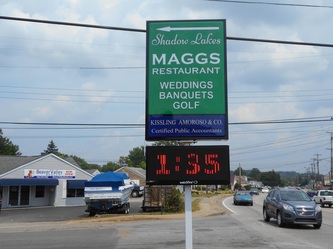 Shadow Lakes
MAGGS
RESTAURANT
WEDDINGS
BANQUETS
GOLF
KISSLING AMOROSO & CO.
Certified Public Accountants
1:35